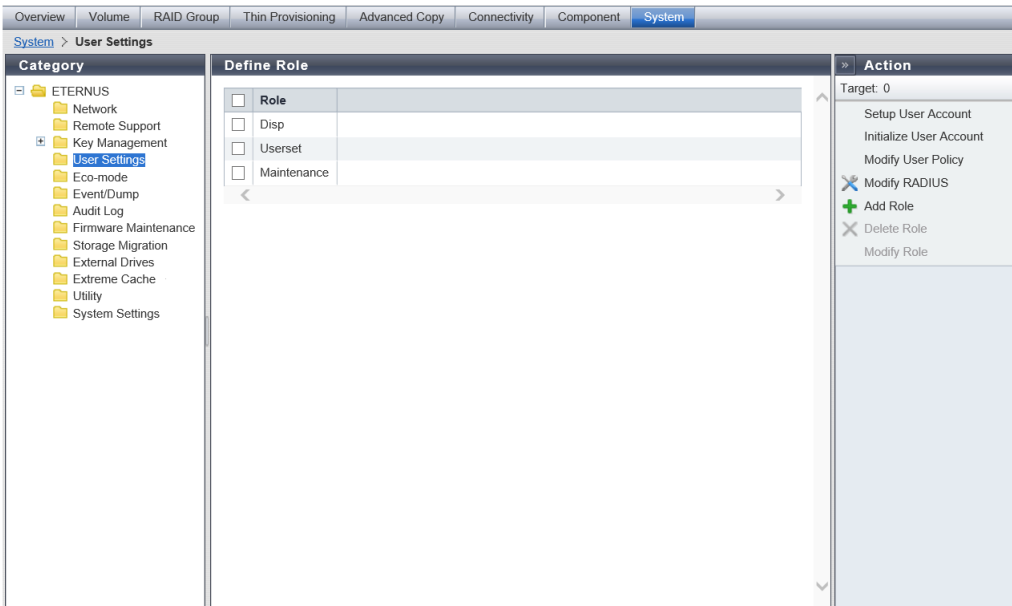 Overview Volume RAID Group Thin Provisioning Advanced Copy Connectivity Component System
System > User Settings
Category
ETERNUS
Network
Remote Support
Key Management
User Settings
Eco-mode
Event/Dump
Audit Log
Firmware Maintenance
Storage Migration
External Drives
Extreme Cache
Utility
System Settings
Define Role
Role
Disp
Userset
Maintenance
» Action
Target: 0
Setup User Account
Initialize User Account
Modify User Policy
Modify RADIUS
Add Role
Delete Role
Modify Role